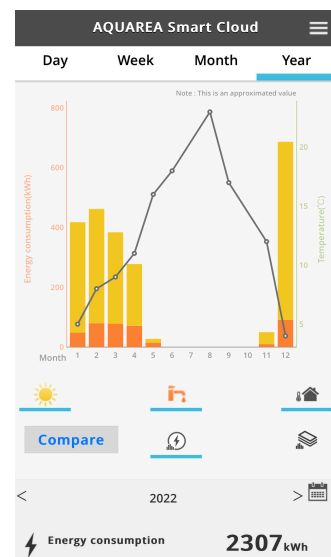 AQUAREA Smart Cloud
Day Week Month Year
Note : This is an approximated value
Energy consumption(kWh)
800
600
400
200
0
20
15
10
5
Temperature(℃)
Month 1 2 3 4 5 6 7 8 9 10 11 12
Compare
< 2022 >
Energy consumption 2307kWh